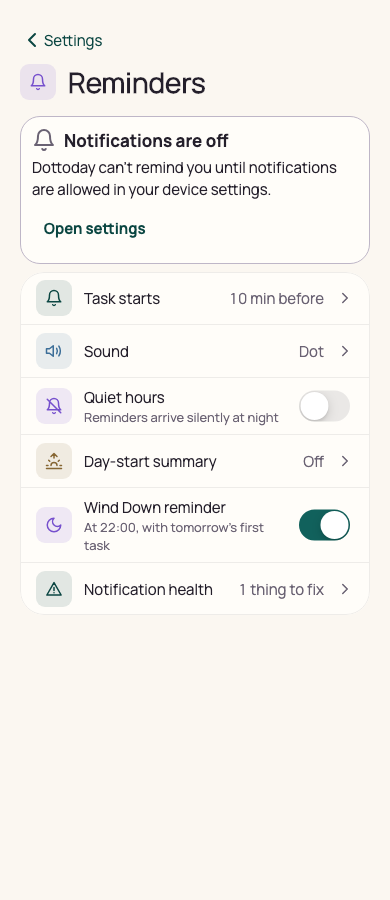 Settings
Reminders
Notifications are off
Dottoday can't remind you until notifications
are allowed in your device settings.
Open settings
Task starts 10 min before
Sound Dot
Quiet hours
Reminders arrive silently at night
Day-start summary Off
Wind Down reminder
At 22:00, with tomorrow's first
task
Notification health 1 thing to fix